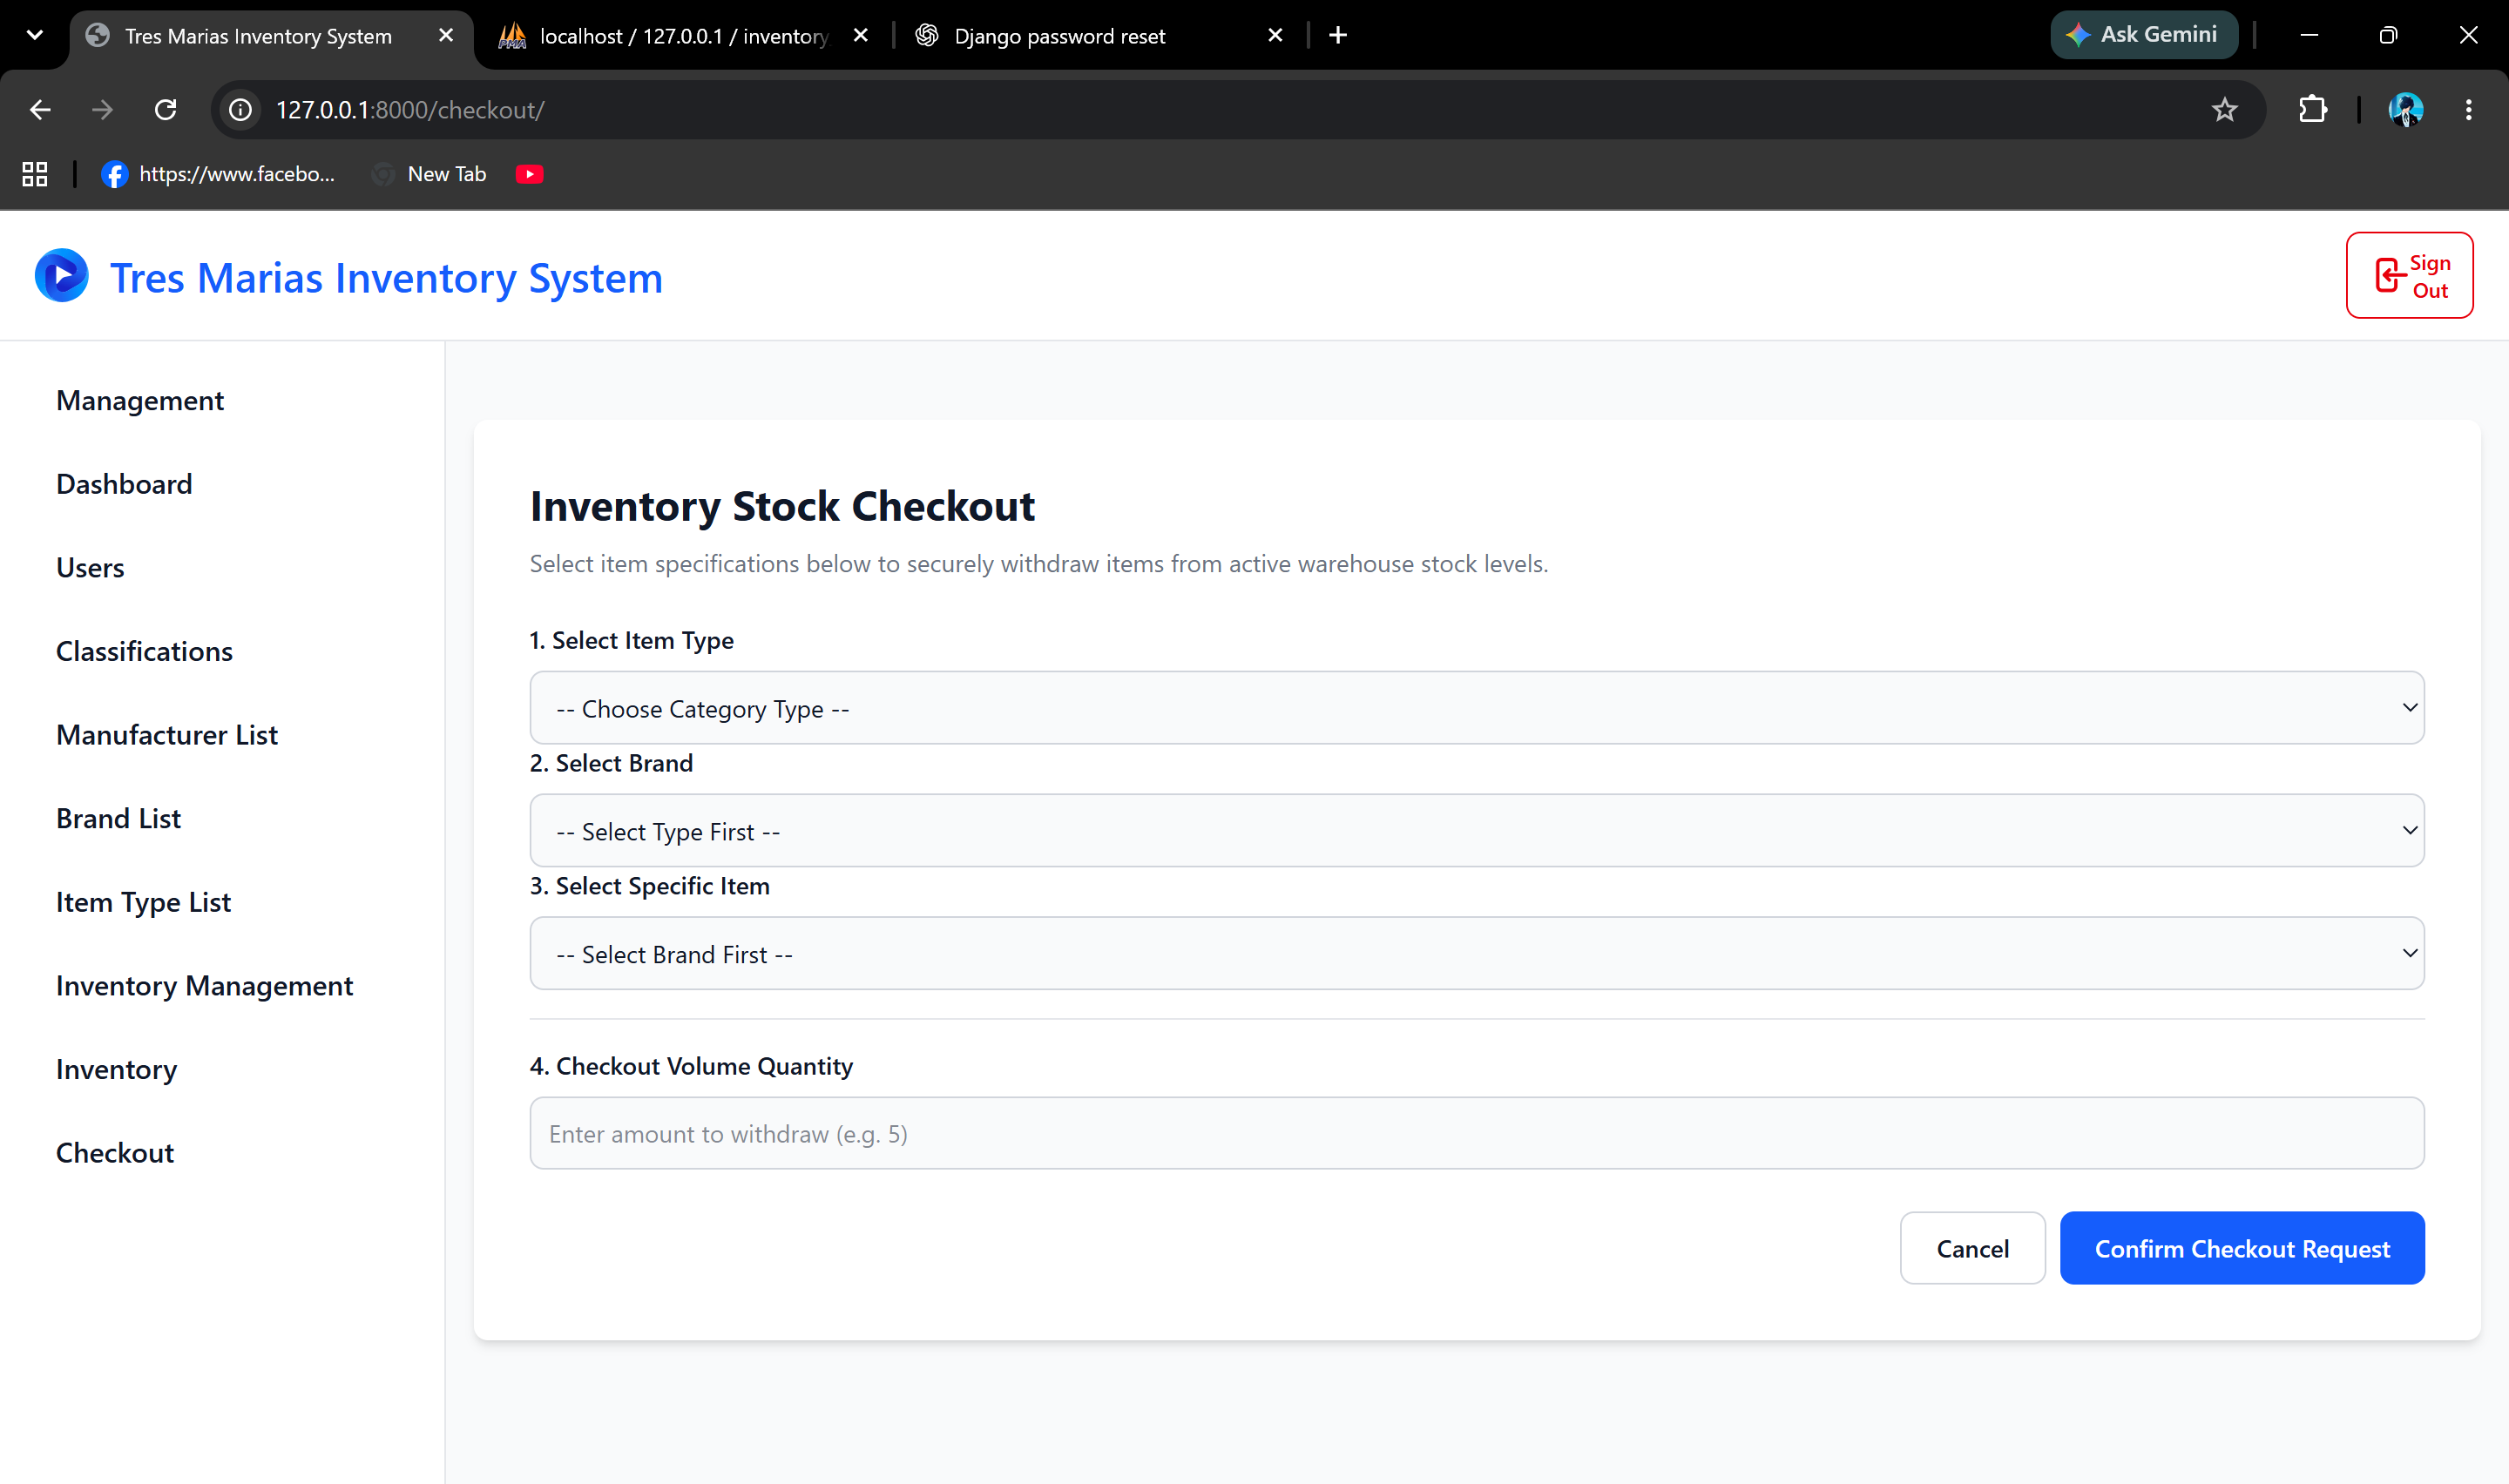 Tres Marias Inventory System
localhost / 127.0.0.1 / inventory
Django password reset
Ask Gemini
127.0.0.1:8000/checkout/
https://www.facebo...
New Tab
Tres Marias Inventory System
Sign
Out
Management
Dashboard
Users
Classifications
Manufacturer List
Brand List
Item Type List
Inventory Management
Inventory
Checkout
Inventory Stock Checkout
Select item specifications below to securely withdraw items from active warehouse stock levels.
1. Select Item Type
-- Choose Category Type --
2. Select Brand
-- Select Type First --
3. Select Specific Item
-- Select Brand First --
4. Checkout Volume Quantity
Enter amount to withdraw (e.g. 5)
Cancel
Confirm Checkout Request